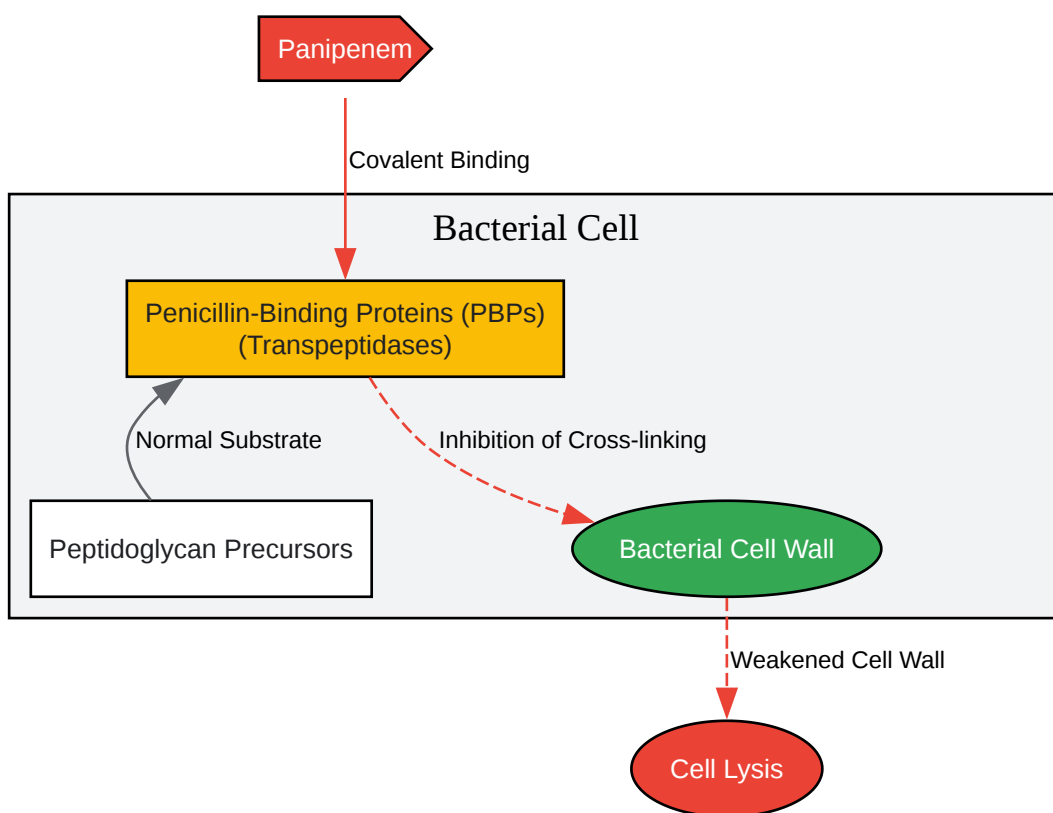 Panipenem
Covalent Binding
Bacterial Cell
Penicillin-Binding Proteins (PBPs)
(Transpeptidases)
Normal Substrate
Inhibition of Cross-linking
Peptidoglycan Precursors
Bacterial Cell Wall
Weakened Cell Wall
Cell Lysis